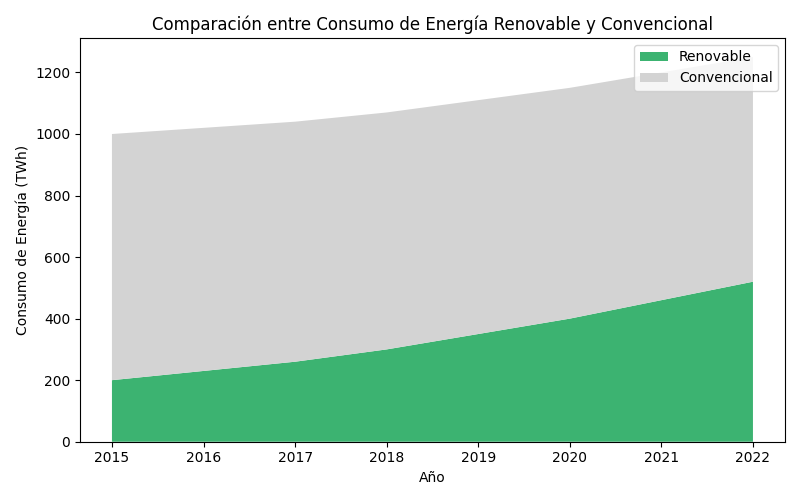 Comparación entre Consumo de Energía Renovable y Convencional
Renovable
Convencional
Consumo de Energía (TWh)
1200
1000
800
600
400
200
0
2015 2016 2017 2018 2019 2020 2021 2022
Año